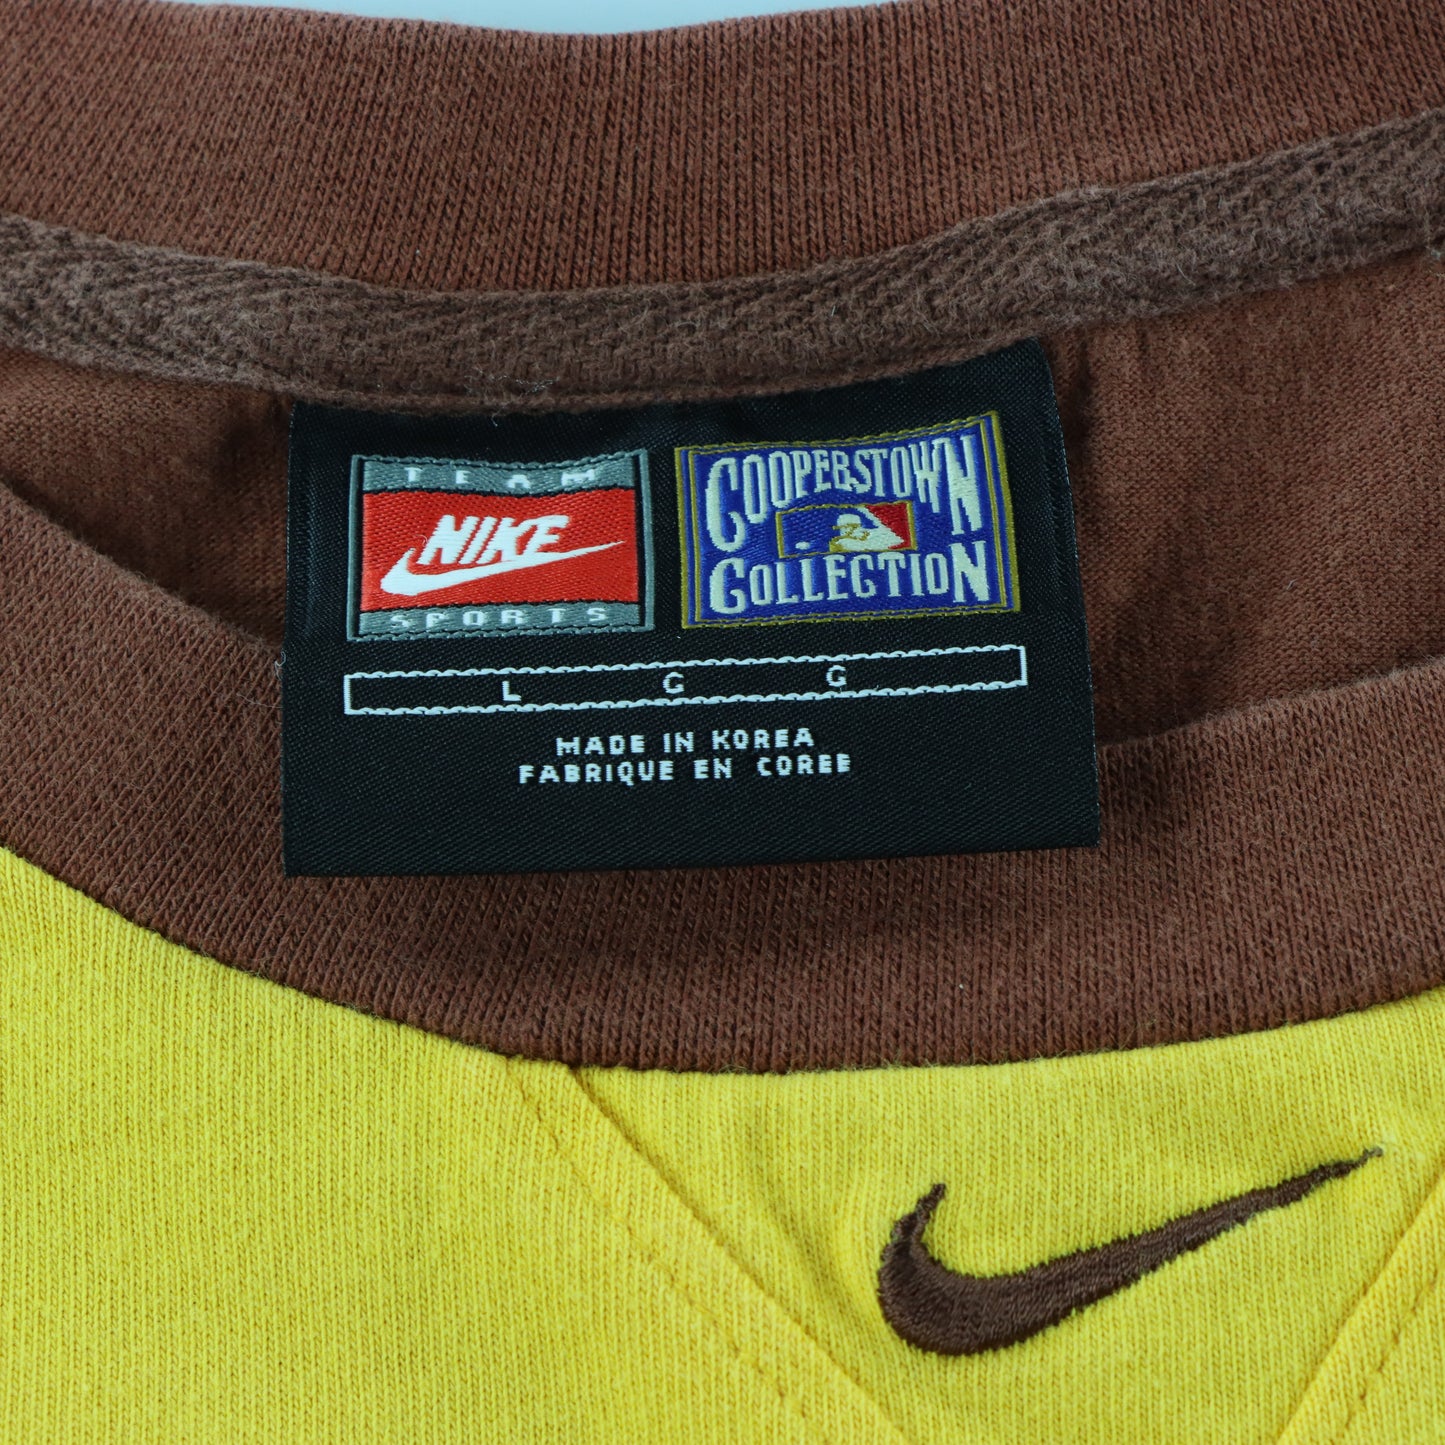 TEAM
NIKE
SPORTS
COOPERSTOWN
COLLECTION
L G G
MADE IN KOREA
FABRIQUE EN COREE